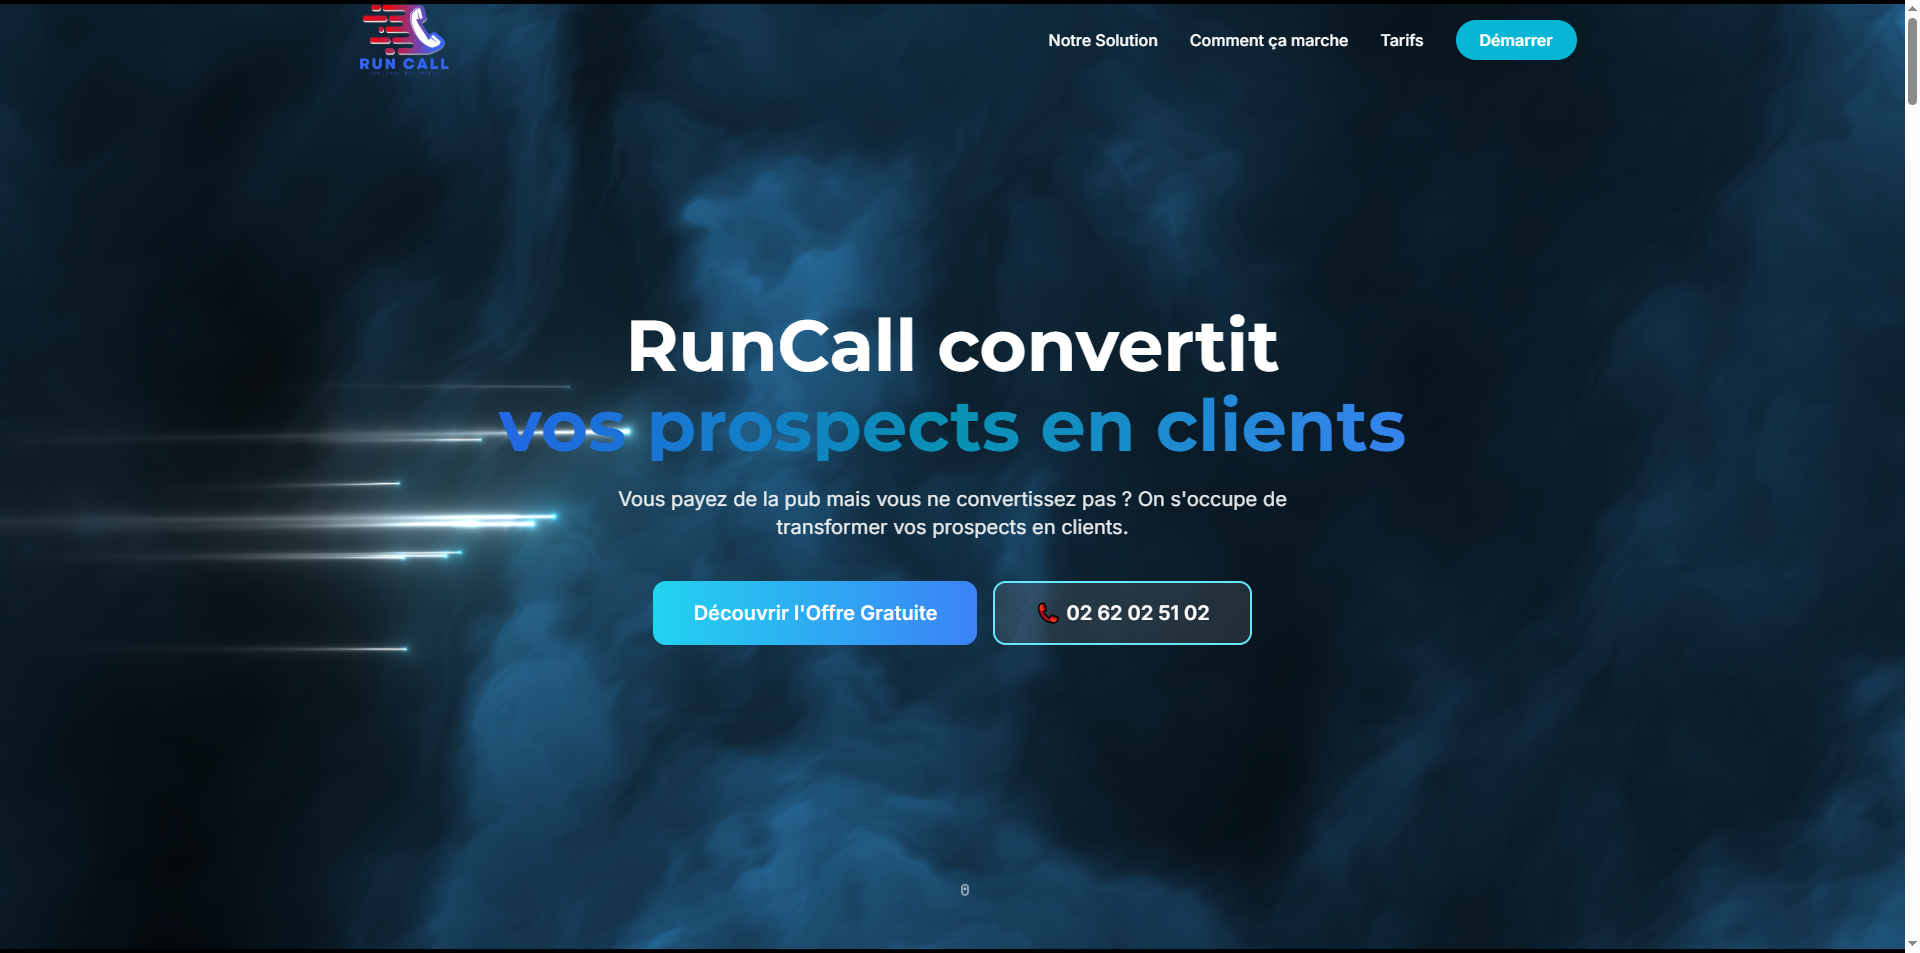 RUN CALL
Notre Solution
Comment ça marche
Tarifs
Démarrer
RunCall convertit
vos prospects en clients
Vous payez de la pub mais vous ne convertissez pas ? On s'occupe de
transformer vos prospects en clients.
Découvrir l'Offre Gratuite
02 62 02 51 02